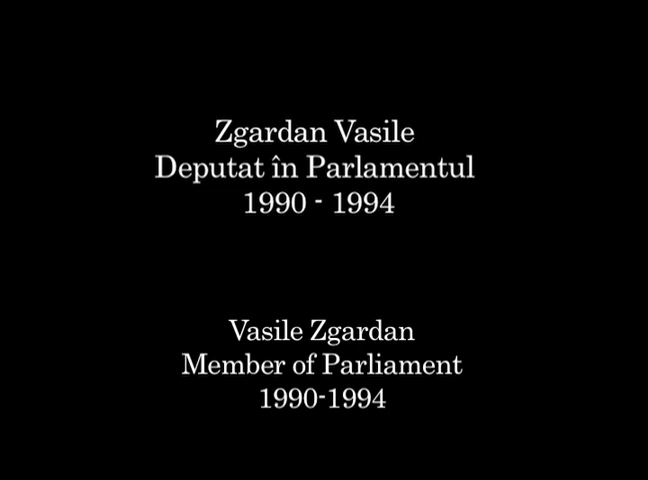 Zgardan Vasile
Deputat în Parlamentul
1990 - 1994
Vasile Zgardan
Member of Parliament
1990-1994